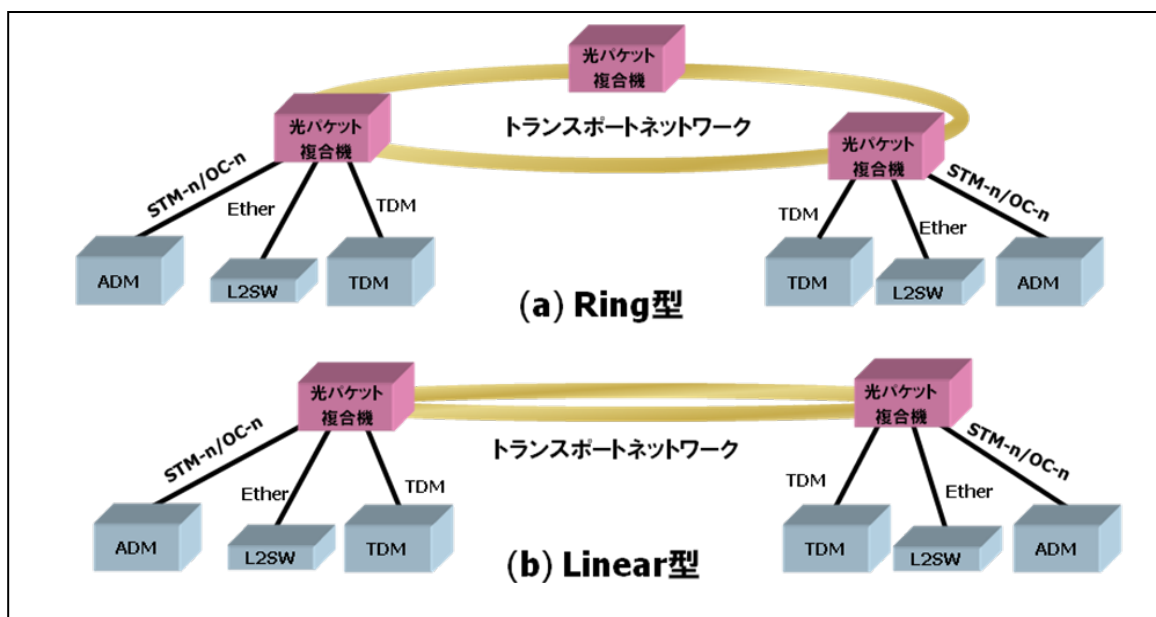 光パケット
複合機
光パケット
複合機
トランスポートネットワーク
光パケット
複合機
STM-n/OC-n
Ether
TDM
TDM
Ether
STM-n/OC-n
ADM
L2SW
TDM
TDM
L2SW
ADM
(a) Ring型
光パケット
複合機
光パケット
複合機
トランスポートネットワーク
STM-n/OC-n
Ether
TDM
TDM
Ether
STM-n/OC-n
ADM
L2SW
TDM
TDM
L2SW
ADM
(b) Linear型